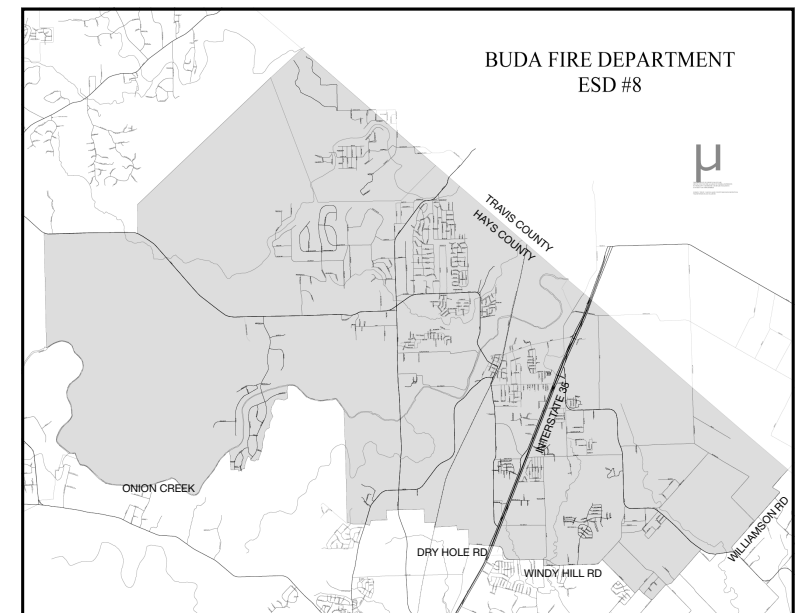 BUDA FIRE DEPARTMENT
ESD #8
µ
TRAVIS COUNTY
HAYS COUNTY
INTERSTATE 35
ONION CREEK
WILLIAMSON RD
DRY HOLE RD
WINDY HILL RD